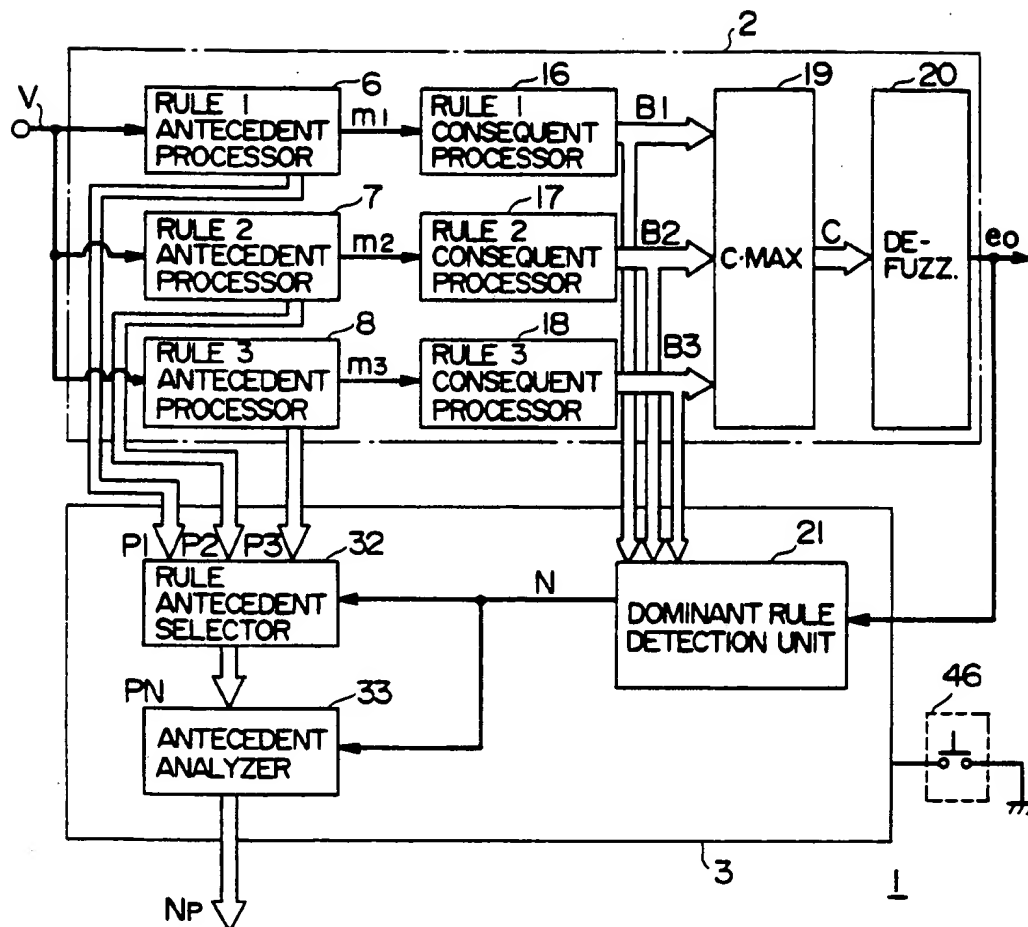 2
6
16
19
20
V
RULE 1
ANTECEDENT
PROCESSOR
m1
RULE 1
CONSEQUENT
PROCESSOR
B1
7
17
RULE 2
ANTECEDENT
PROCESSOR
m2
RULE 2
CONSEQUENT
PROCESSOR
B2
C·MAX
C
DE-
FUZZ.
eo
8
18
RULE 3
ANTECEDENT
PROCESSOR
m3
RULE 3
CONSEQUENT
PROCESSOR
B3
P1 P2 P3
32
21
RULE
ANTECEDENT
SELECTOR
N
DOMINANT RULE
DETECTION UNIT
PN
33
46
ANTECEDENT
ANALYZER
3
1
NP